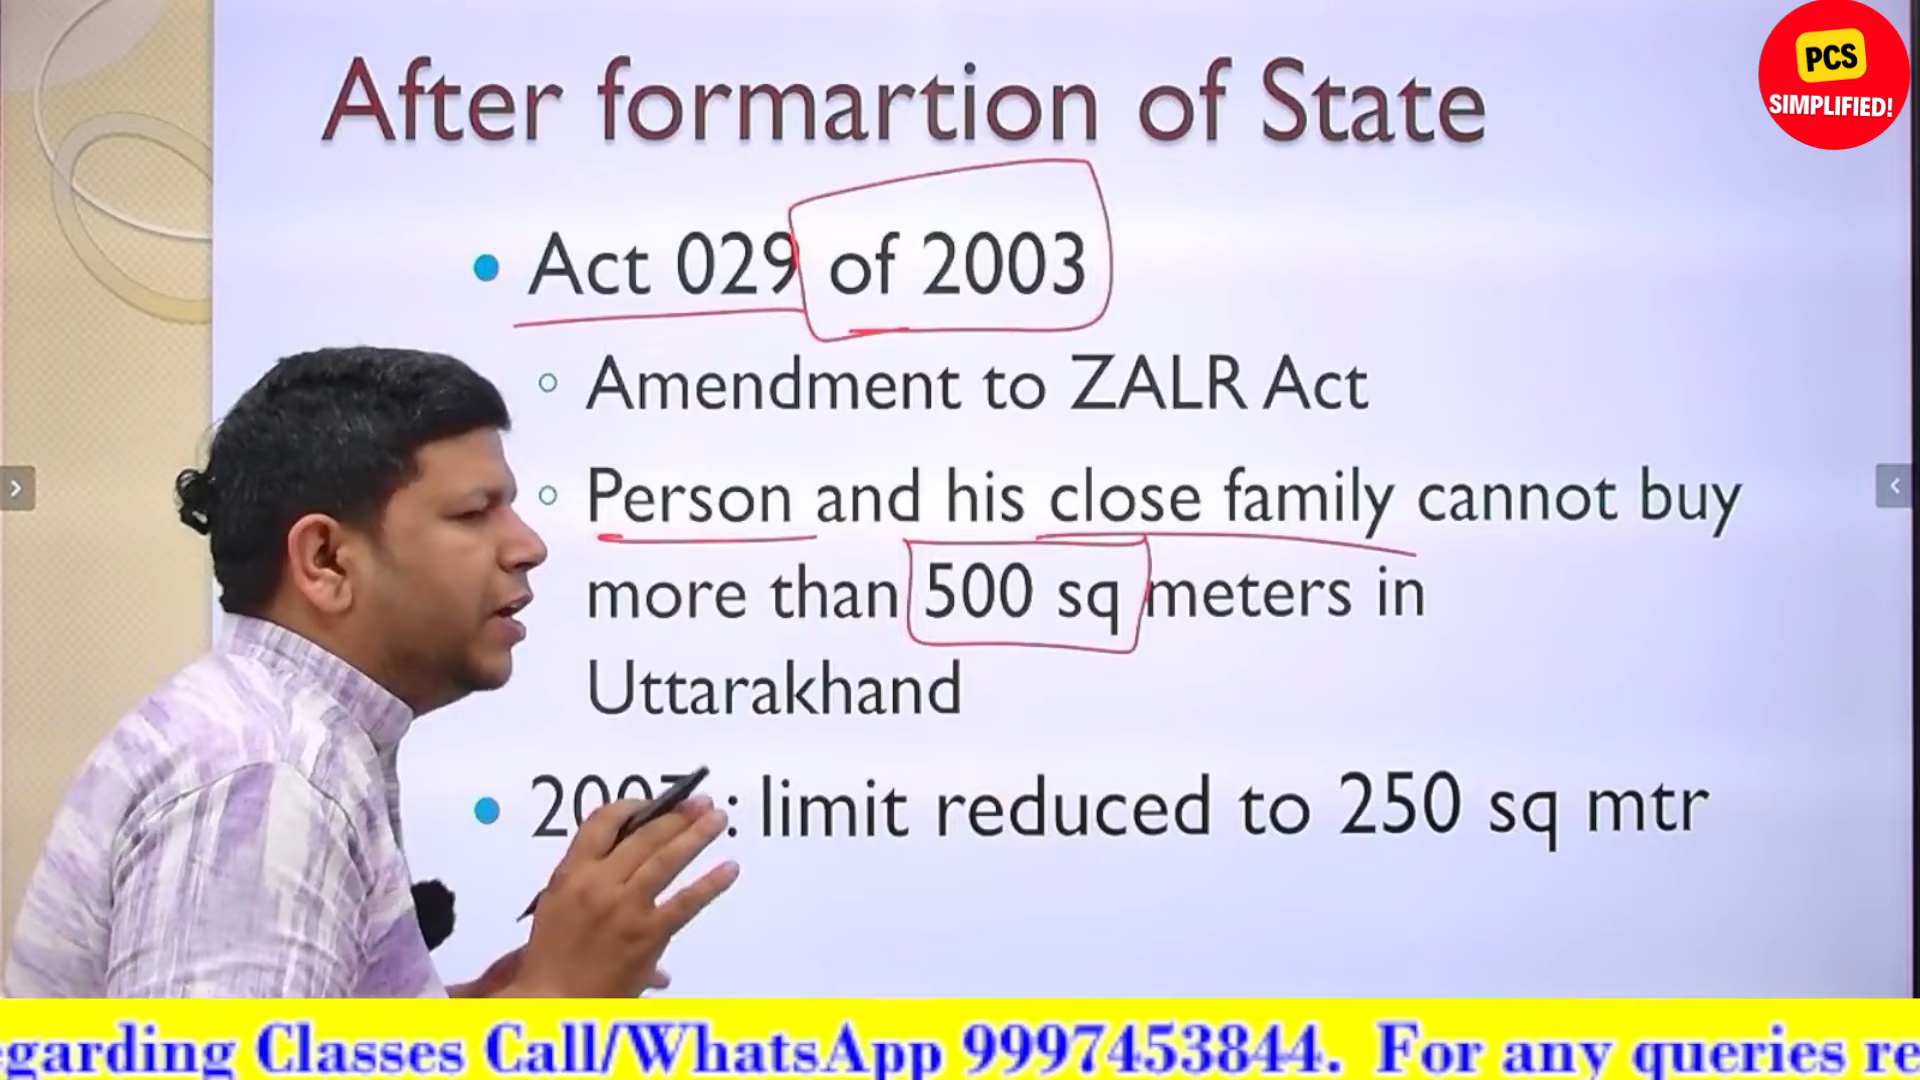 PCS
SIMPLIFIED!
After formartion of State
Act 029 of 2003
Amendment to ZALR Act
Person and his close family cannot buy
more than 500 sq meters in
Uttarakhand
: limit reduced to 250 sq mtr
Classes Call/WhatsApp 9997453844. For any queries